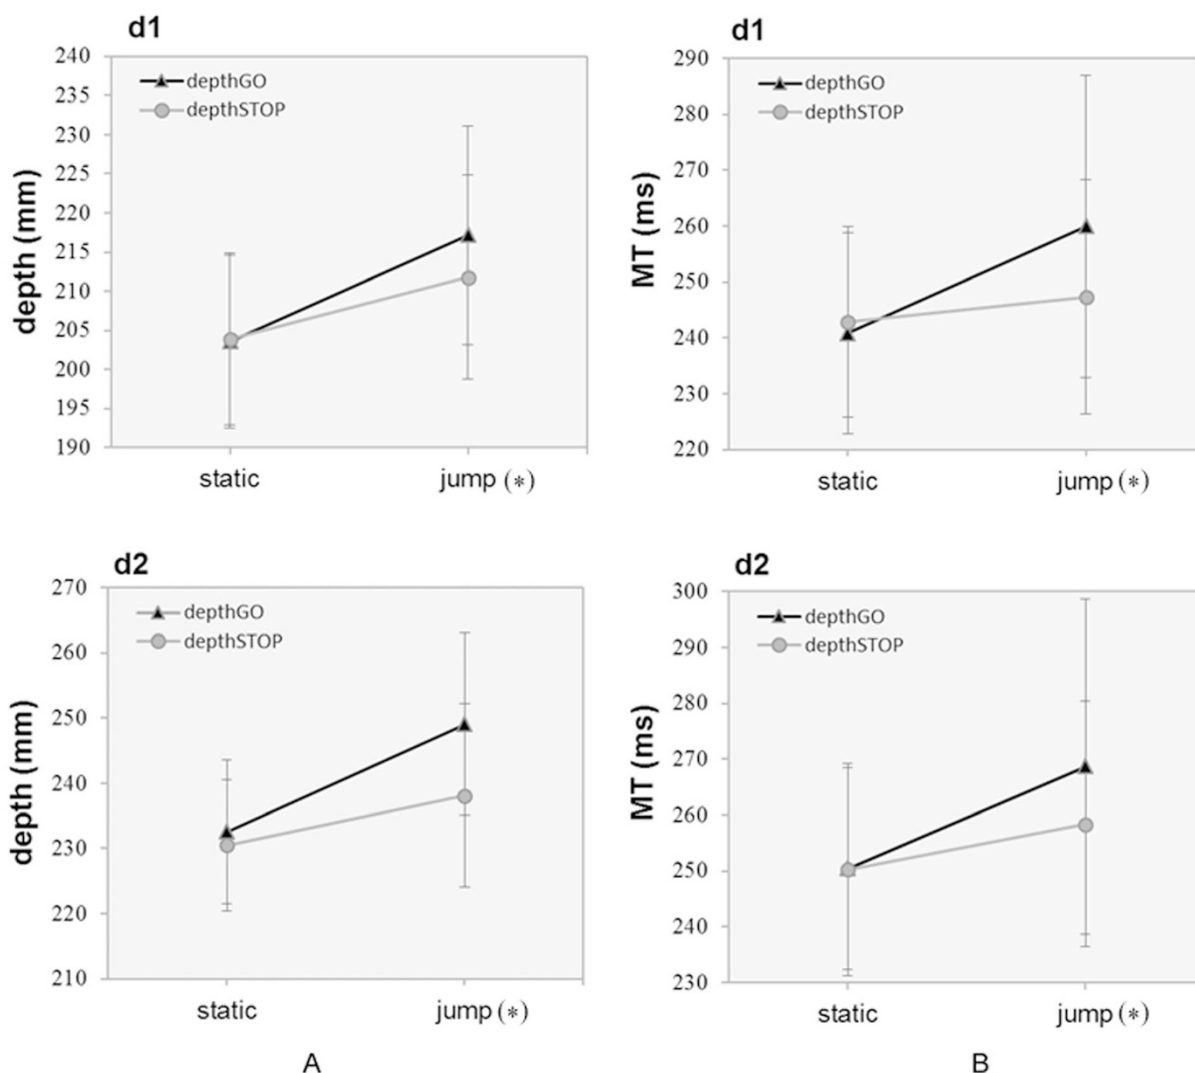 d1
depth (mm)
240
235
230
225
220
215
210
205
200
195
190
depthGO
depthSTOP
static
jump (*)
d1
MT (ms)
290
280
270
260
250
240
230
220
depthGO
depthSTOP
static
jump (*)
d2
depth (mm)
270
260
250
240
230
220
210
depthGO
depthSTOP
static
jump (*)
d2
MT (ms)
300
290
280
270
260
250
240
230
depthGO
depthSTOP
static
jump (*)
A
B